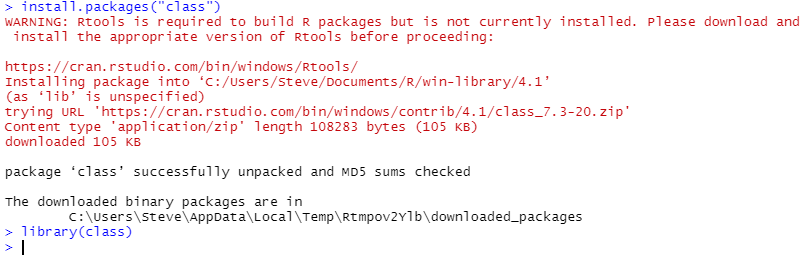 > install.packages("class")
WARNING: Rtools is required to build R packages but is not currently installed. Please download and
 install the appropriate version of Rtools before proceeding:

https://cran.rstudio.com/bin/windows/Rtools/
Installing package into ‘C:/Users/Steve/Documents/R/win-library/4.1’
(as ‘lib’ is unspecified)
trying URL 'https://cran.rstudio.com/bin/windows/contrib/4.1/class_7.3-20.zip'
Content type 'application/zip' length 108283 bytes (105 KB)
downloaded 105 KB

package ‘class’ successfully unpacked and MD5 sums checked

The downloaded binary packages are in
        C:\Users\Steve\AppData\Local\Temp\Rtmpov2Ylb\downloaded_packages
> library(class)
>